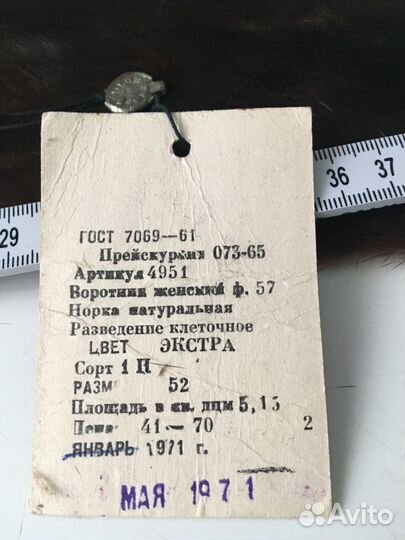 29
36
37
ГОСТ 7069—61
Прейскурант 073-65
Артикул 4951
Воротник женский ф. 57
Норка натуральная
Разведение клеточное
ЦВЕТ ЭКСТРА
Сорт 1 П
РАЗМ 52
Площадь в кв. дцм 5,15
Цена 41—70 2
ЯНВАРЬ 1971 г.
МАЯ 1971
Avito